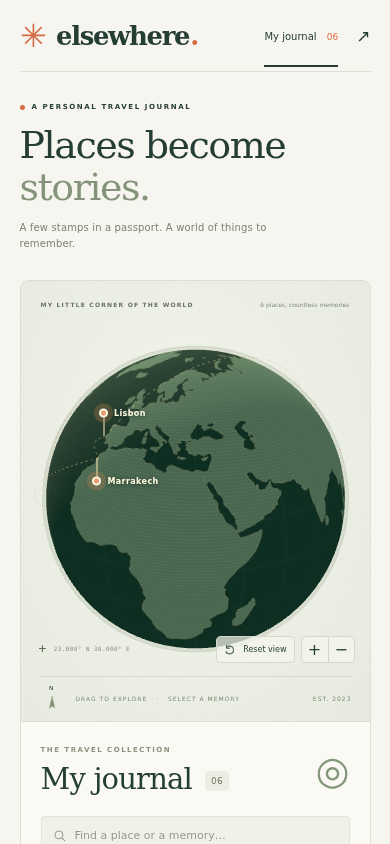 elsewhere.
My journal 06
A PERSONAL TRAVEL JOURNAL
Places become
stories.
A few stamps in a passport. A world of things to
remember.
MY LITTLE CORNER OF THE WORLD
6 places, countless memories
Lisbon
Marrakech
23.000° N 30.000° E
Reset view
+ −
N
DRAG TO EXPLORE · SELECT A MEMORY
EST. 2023
THE TRAVEL COLLECTION
My journal 06
Find a place or a memory...